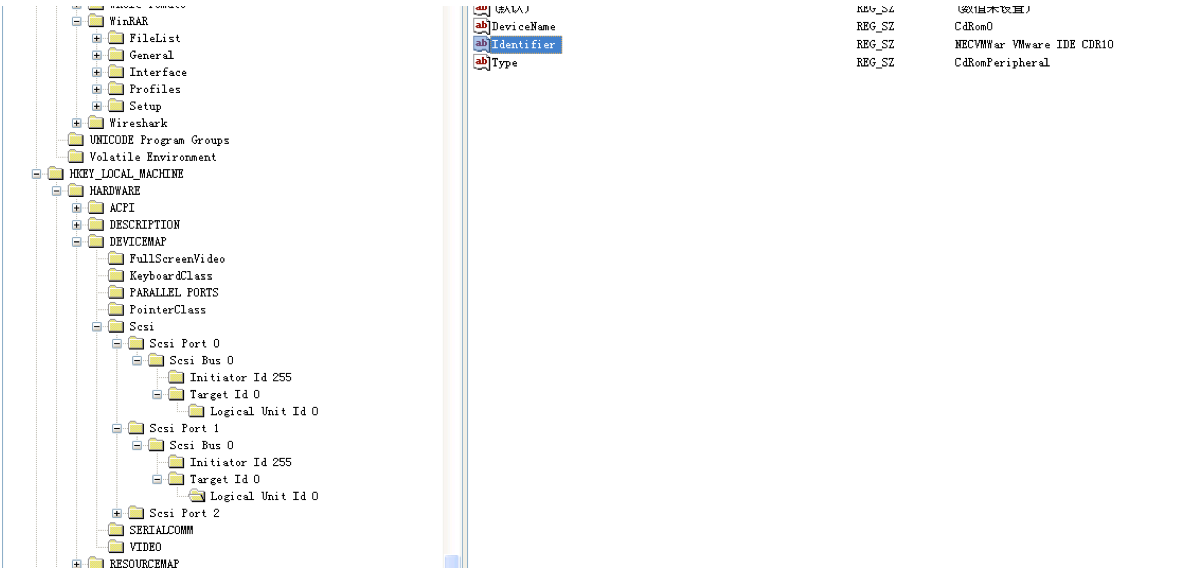 WinRAR
FileList
General
Interface
Profiles
Setup
Wireshark
UNICODE Program Groups
Volatile Environment
HKEY_LOCAL_MACHINE
HARDWARE
ACPI
DESCRIPTION
DEVICEMAP
FullScreenVideo
KeyboardClass
PARALLEL PORTS
PointerClass
Scsi
Scsi Port 0
Scsi Bus 0
Initiator Id 255
Target Id 0
Logical Unit Id 0
Scsi Port 1
Scsi Bus 0
Initiator Id 255
Target Id 0
Logical Unit Id 0
Scsi Port 2
SERIALCOMM
VIDEO
RESOURCEMAP
(默认) REG_SZ (数值未设置)
DeviceName REG_SZ CdRom0
Identifier REG_SZ NECVMWar VMware IDE CDR10
Type REG_SZ CdRomPeripheral